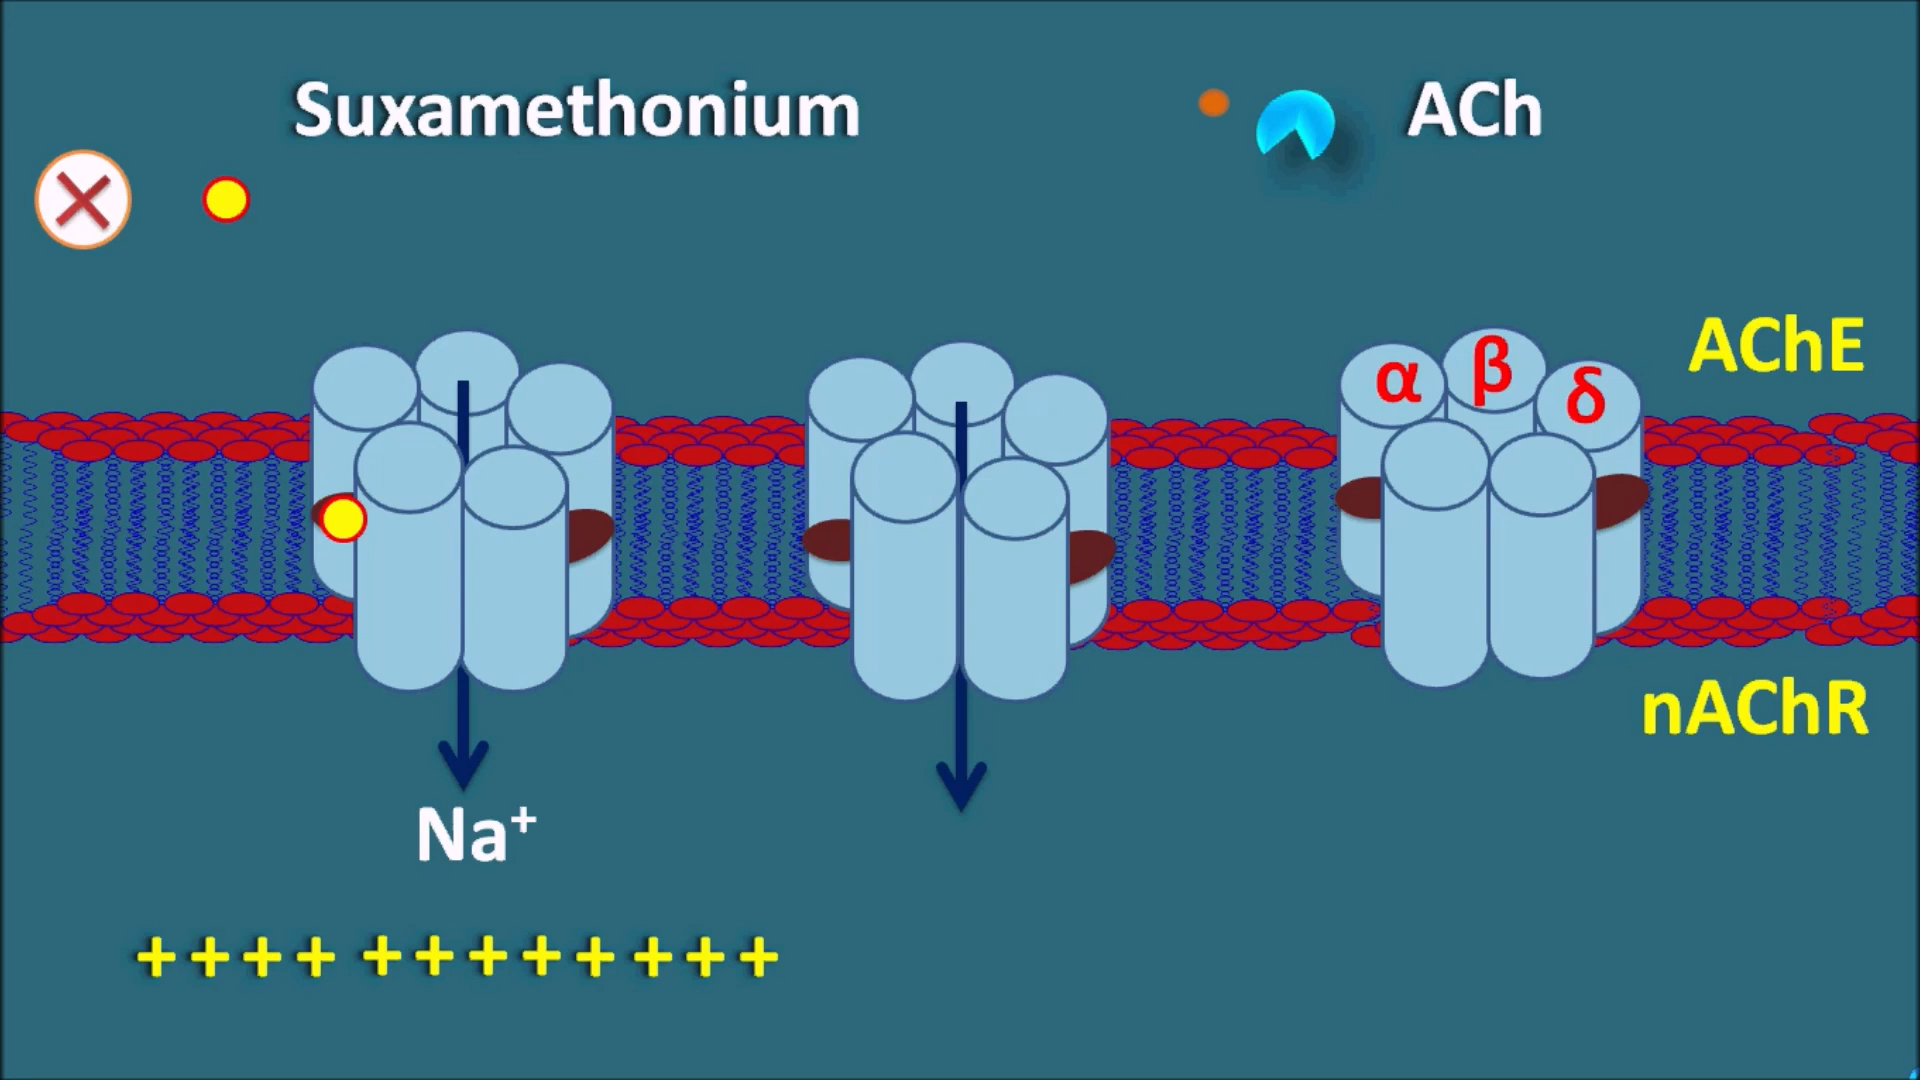 Suxamethonium
ACh
AChE
α β δ
nAChR
Na⁺
++++ ++++++++